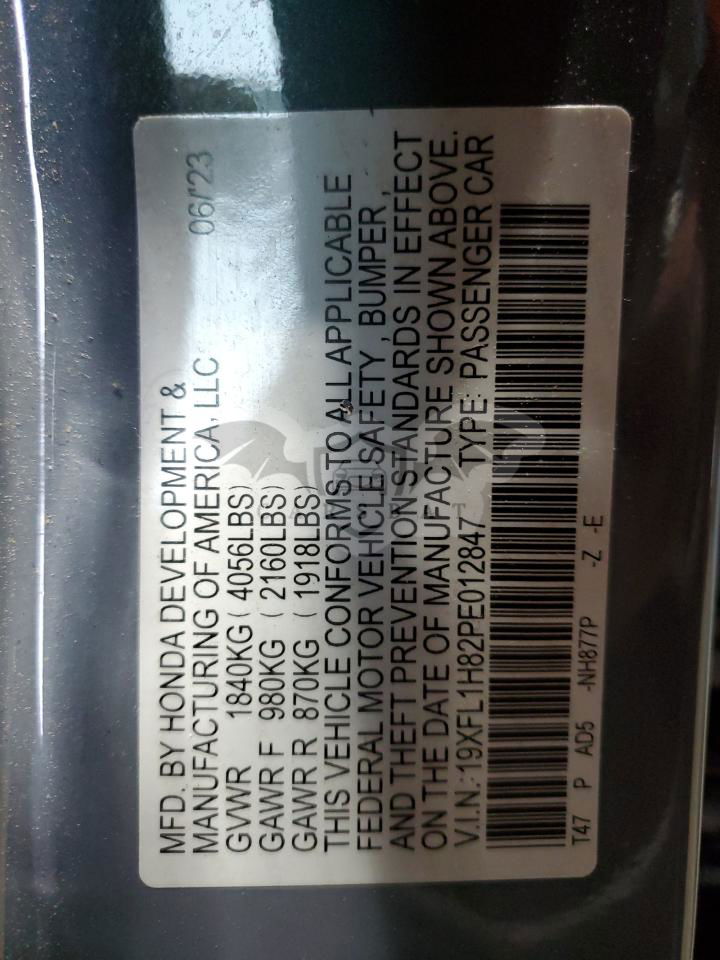 MFD. BY HONDA DEVELOPMENT &
MANUFACTURING OF AMERICA, LLC 06/'23
GVWR 1840KG ( 4056LBS)
GAWR F 980KG ( 2160LBS)
GAWR R 870KG ( 1918LBS)
THIS VEHICLE CONFORMS TO ALL APPLICABLE
FEDERAL MOTOR VEHICLE SAFETY , BUMPER ,
AND THEFT PREVENTION STANDARDS IN EFFECT
ON THE DATE OF MANUFACTURE SHOWN ABOVE.
V.I.N.:19XFL1H82PE012847 TYPE: PASSENGER CAR
T47 P AD5 -NH877P -Z -E